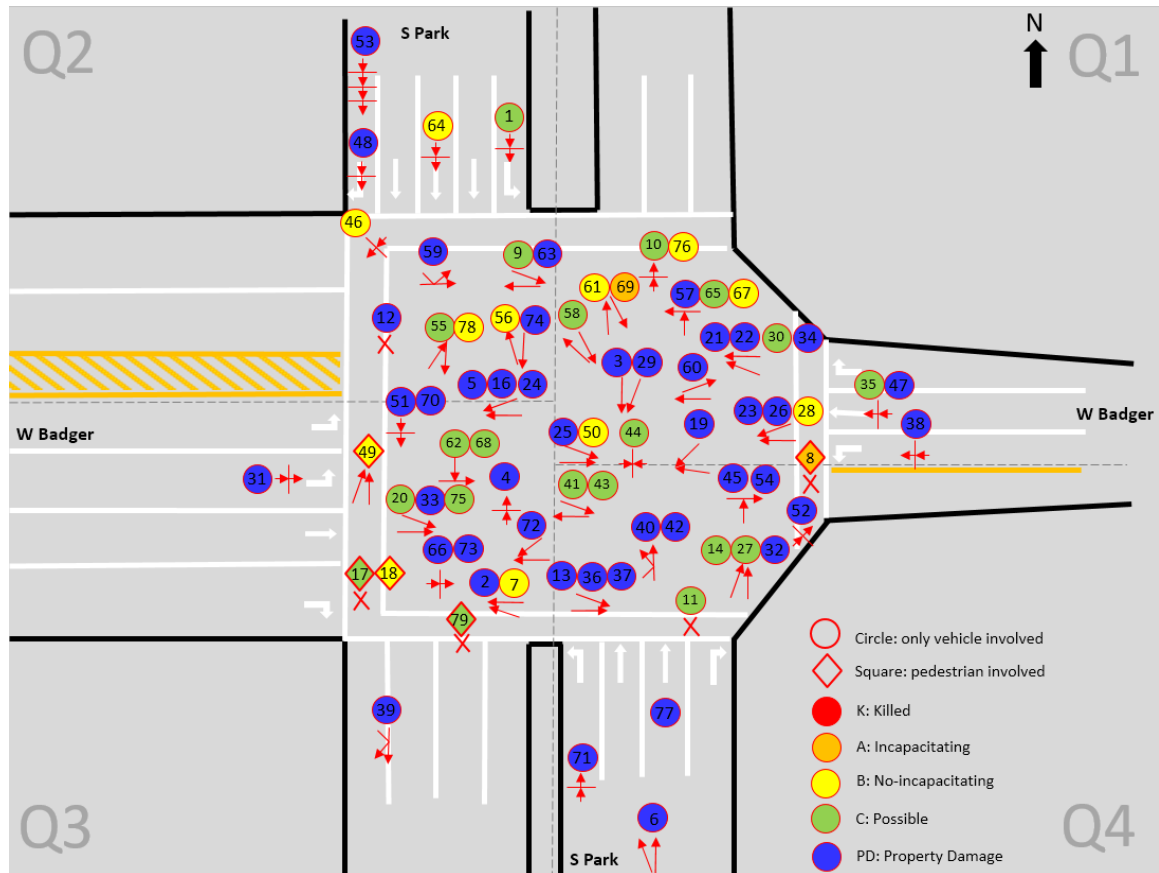 S Park
N
Q2
Q1
53
1
64
48
46
59
9 63
10 76
61 69
57 65 67
12
55 78
56 74
58
21 22 30 34
3 29
60
5 16 24
51 70
35 47
23 26 28
W Badger
38
W Badger
25 50
44
19
62 68
49
8
31
4
41 43
45 54
20 33 75
52
72
40 42
66 73
14 27 32
17 18
2 7
13 36 37
11
79
Circle: only vehicle involved
Square: pedestrian involved
39
77
K: Killed
71
A: Incapacitating
B: No-incapacitating
6
C: Possible
Q3
Q4
S Park
PD: Property Damage